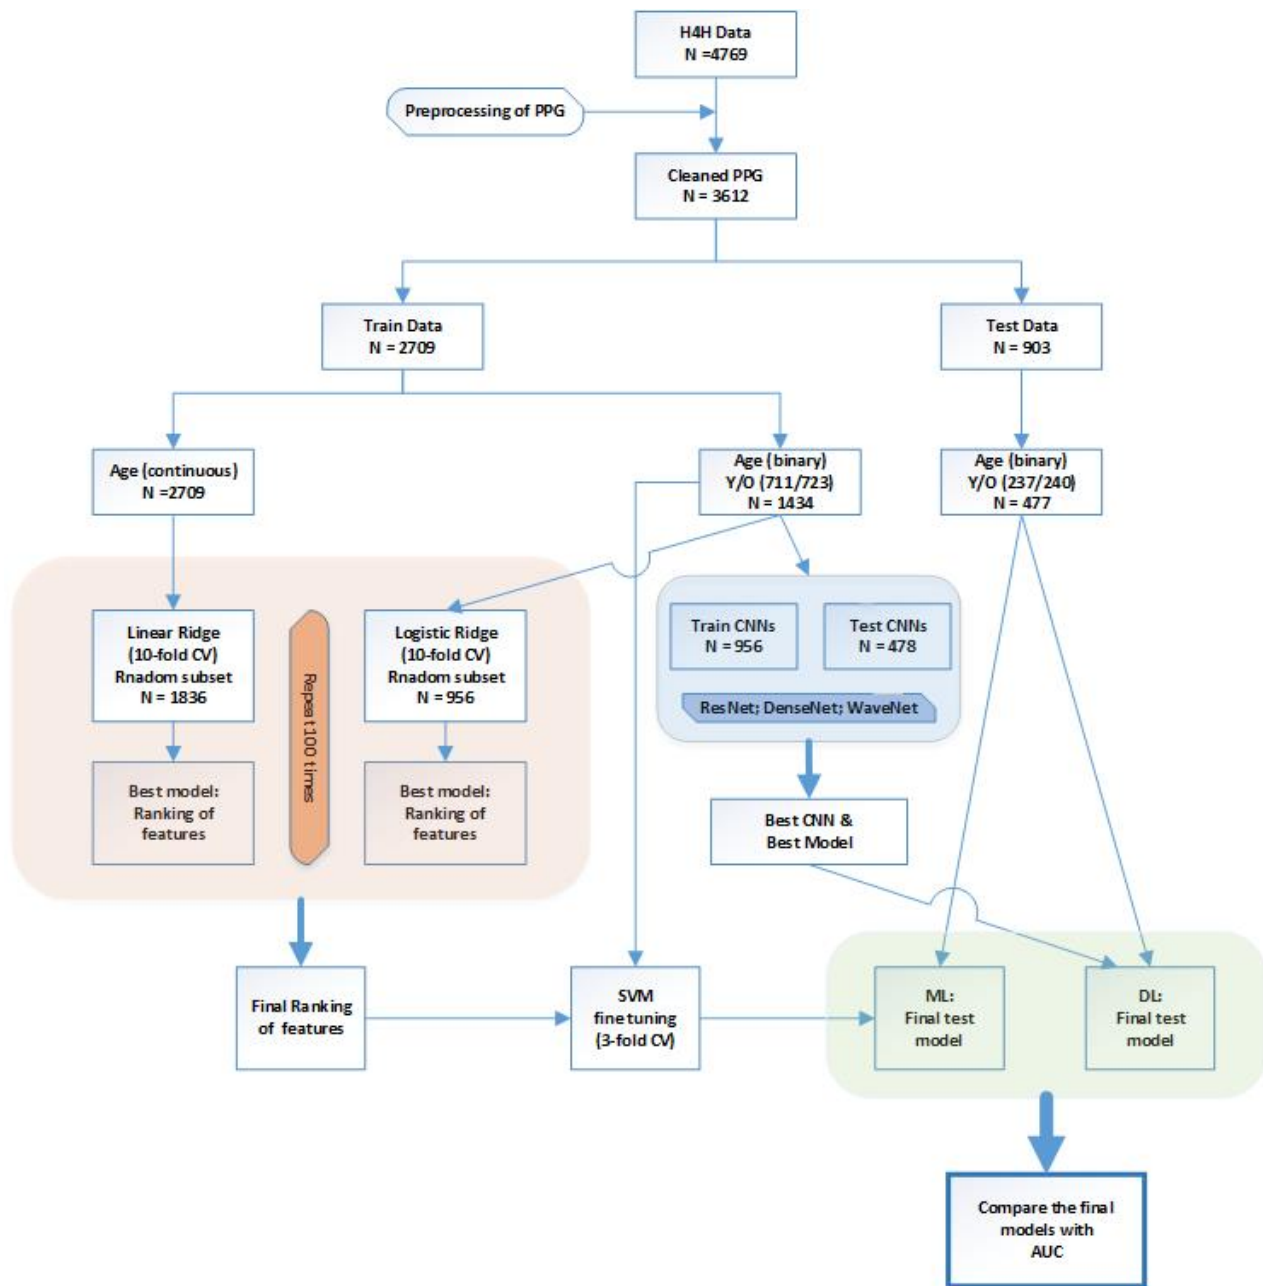 H4H Data
N =4769
Preprocessing of PPG
Cleaned PPG
N = 3612
Train Data
N = 2709
Test Data
N = 903
Age (continuous)
N =2709
Age (binary)
Y/O (711/723)
N = 1434
Age (binary)
Y/O (237/240)
N = 477
Linear Ridge
(10-fold CV)
Rnadom subset
N = 1836
Repeat 100 times
Logistic Ridge
(10-fold CV)
Rnadom subset
N = 956
Train CNNs
N = 956
Test CNNs
N = 478
ResNet; DenseNet; WaveNet
Best model:
Ranking of
features
Best model:
Ranking of
features
Best CNN &
Best Model
Final Ranking
of features
SVM
fine tuning
(3-fold CV)
ML:
Final test
model
DL:
Final test
model
Compare the final
models with
AUC